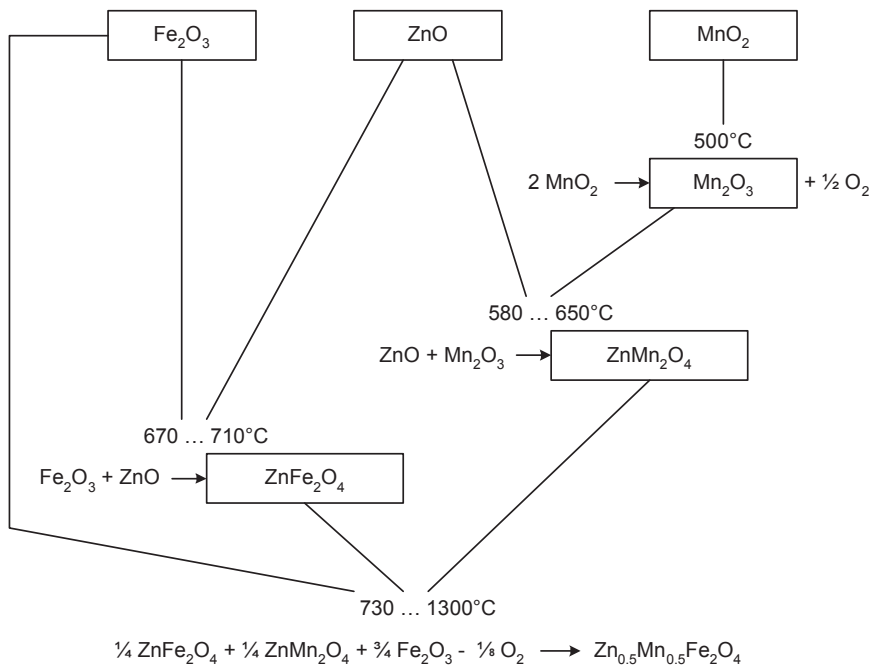 Fe₂O₃ ZnO MnO₂
500°C
2 MnO₂ → Mn₂O₃ + ½ O₂
580 ... 650°C
ZnO + Mn₂O₃ → ZnMn₂O₄
670 ... 710°C
Fe₂O₃ + ZnO → ZnFe₂O₄
730 ... 1300°C
¼ ZnFe₂O₄ + ¼ ZnMn₂O₄ + ¾ Fe₂O₃ - ⅛ O₂ → Zn₀.₅Mn₀.₅Fe₂O₄